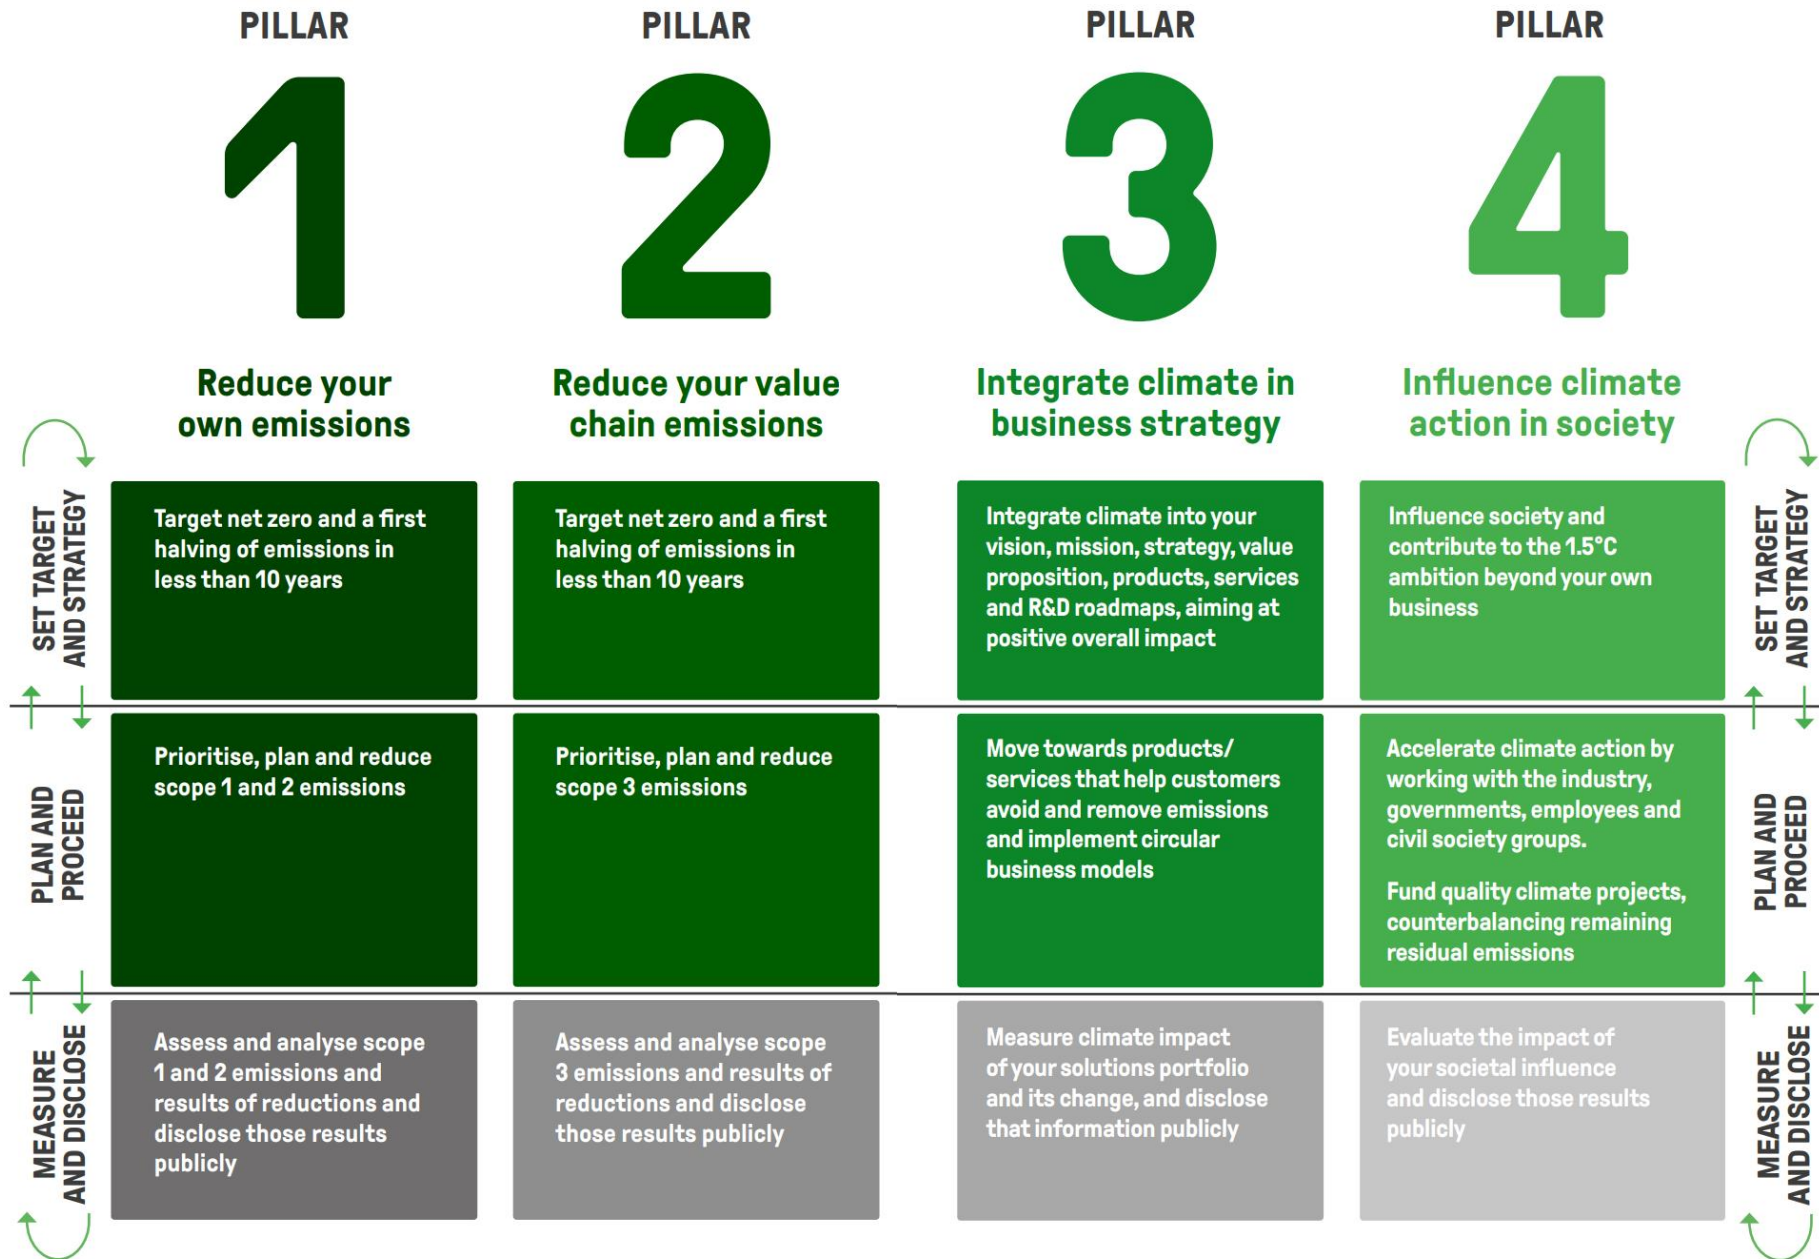 PILLAR
1
Reduce your
own emissions
PILLAR
2
Reduce your value
chain emissions
PILLAR
3
Integrate climate in
business strategy
PILLAR
4
Influence climate
action in society
SET TARGET
AND STRATEGY
Target net zero and a first
halving of emissions in
less than 10 years
Target net zero and a first
halving of emissions in
less than 10 years
Integrate climate into your
vision, mission, strategy, value
proposition, products, services
and R&D roadmaps, aiming at
positive overall impact
Influence society and
contribute to the 1.5°C
ambition beyond your own
business
SET TARGET
AND STRATEGY
PLAN AND
PROCEED
Prioritise, plan and reduce
scope 1 and 2 emissions
Prioritise, plan and reduce
scope 3 emissions
Move towards products/
services that help customers
avoid and remove emissions
and implement circular
business models
Accelerate climate action by
working with the industry,
governments, employees and
civil society groups.
Fund quality climate projects,
counterbalancing remaining
residual emissions
PLAN AND
PROCEED
MEASURE
AND DISCLOSE
Assess and analyse scope
1 and 2 emissions and
results of reductions and
disclose those results
publicly
Assess and analyse scope
3 emissions and results of
reductions and disclose
those results publicly
Measure climate impact
of your solutions portfolio
and its change, and disclose
that information publicly
Evaluate the impact of
your societal influence
and disclose those results
publicly
MEASURE
AND DISCLOSE